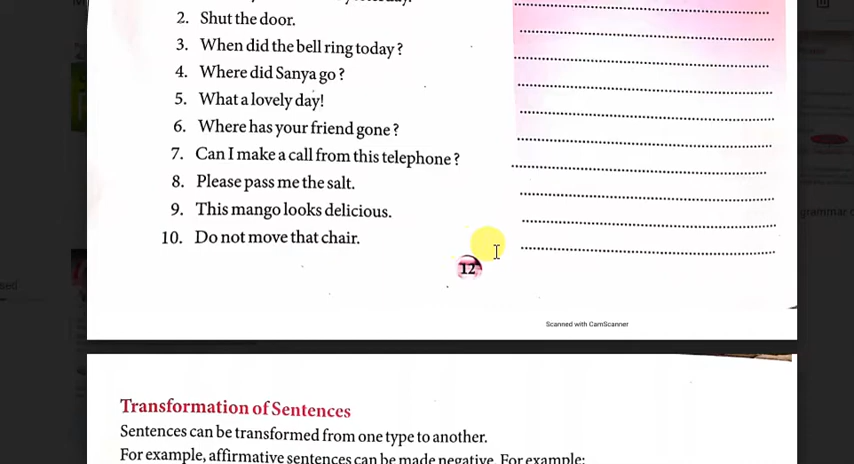 2. Shut the door.
3. When did the bell ring today?
4. Where did Sanya go?
5. What a lovely day!
6. Where has your friend gone?
7. Can I make a call from this telephone?
8. Please pass me the salt.
9. This mango looks delicious.
10. Do not move that chair.
12
Scanned with CamScanner
Transformation of Sentences
Sentences can be transformed from one type to another.
For example, affirmative sentences can be made negative. For example: